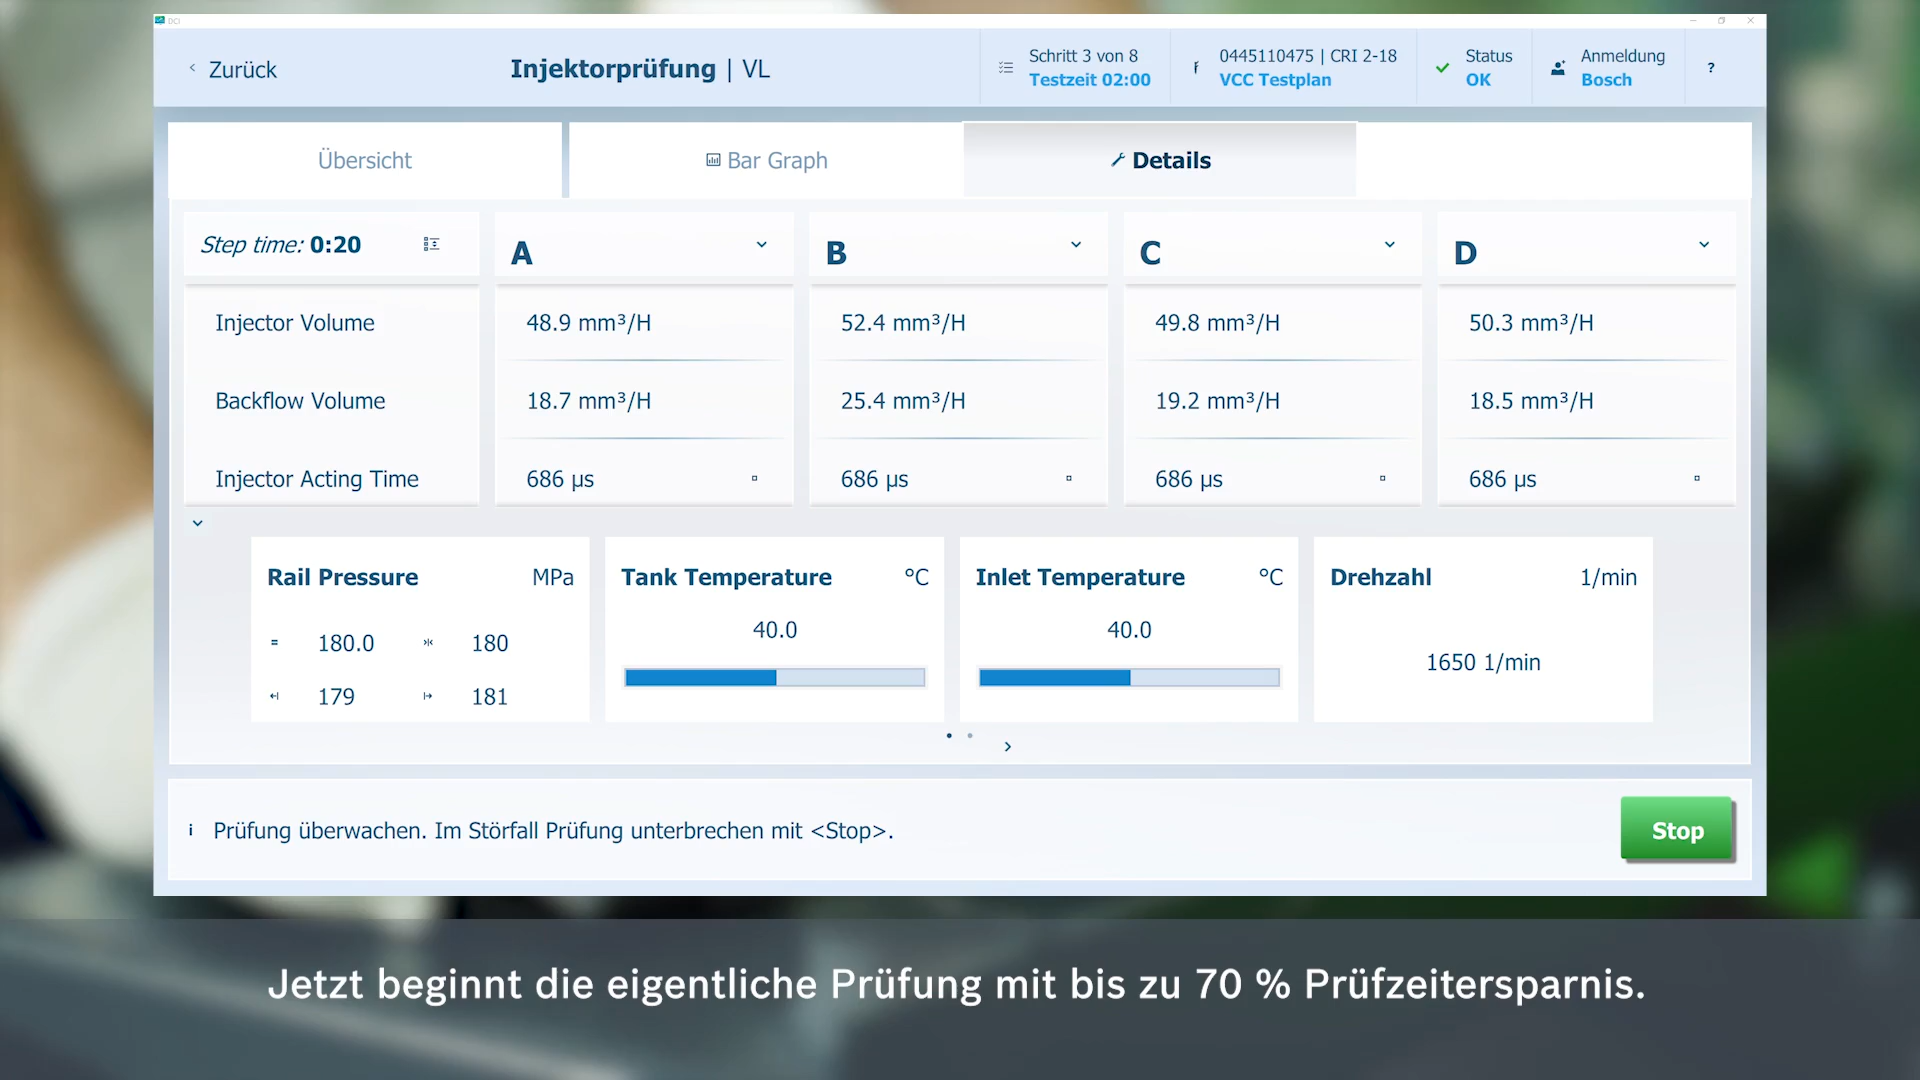 DCI
Zurück
Injektorprüfung | VL
Schritt 3 von 8
Testzeit 02:00
0445110475 | CRI 2-18
VCC Testplan
Status
OK
Anmeldung
Bosch
?
Übersicht
Bar Graph
Details
Step time: 0:20
A
B
C
D
Injector Volume
48.9 mm³/H
52.4 mm³/H
49.8 mm³/H
50.3 mm³/H
Backflow Volume
18.7 mm³/H
25.4 mm³/H
19.2 mm³/H
18.5 mm³/H
Injector Acting Time
686 µs
686 µs
686 µs
686 µs
Rail Pressure MPa
= 180.0 180
179 181
Tank Temperature °C
40.0
Inlet Temperature °C
40.0
Drehzahl 1/min
1650 1/min
i Prüfung überwachen. Im Störfall Prüfung unterbrechen mit <Stop>.
Stop
Jetzt beginnt die eigentliche Prüfung mit bis zu 70 % Prüfzeitersparnis.